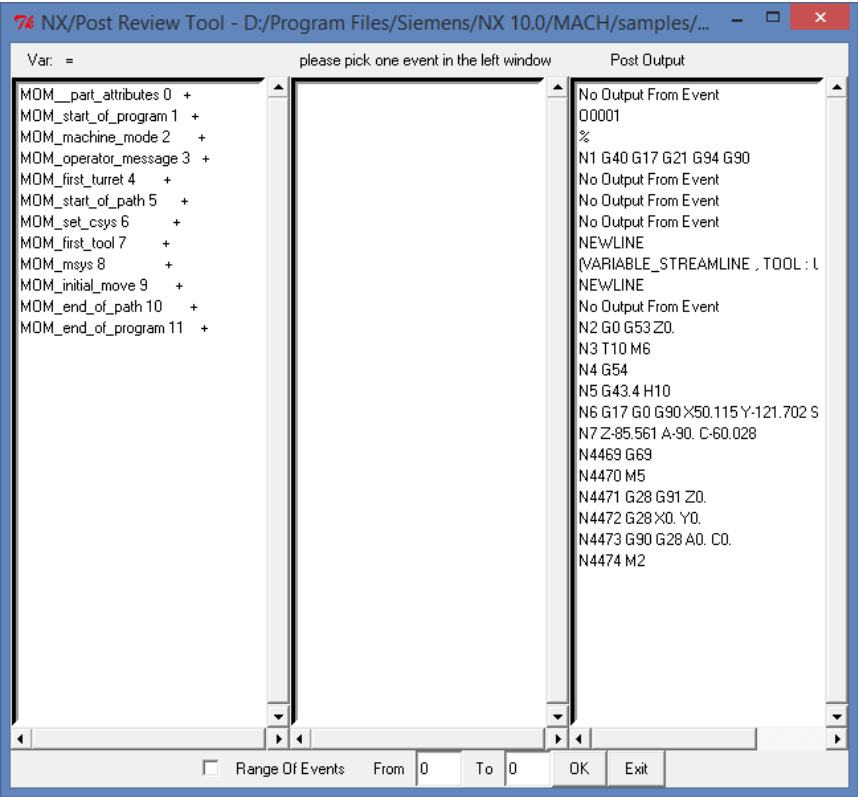 NX/Post Review Tool - D:/Program Files/Siemens/NX 10.0/MACH/samples/...
Var: =
please pick one event in the left window
Post Output
MOM__part_attributes 0 +
MOM_start_of_program 1 +
MOM_machine_mode 2 +
MOM_operator_message 3 +
MOM_first_turret 4 +
MOM_start_of_path 5 +
MOM_set_csys 6 +
MOM_first_tool 7 +
MOM_msys 8 +
MOM_initial_move 9 +
MOM_end_of_path 10 +
MOM_end_of_program 11 +
No Output From Event
O0001
%
N1 G40 G17 G21 G94 G90
No Output From Event
No Output From Event
No Output From Event
NEWLINE
(VARIABLE_STREAMLINE , TOOL :
NEWLINE
No Output From Event
N2 G0 G53 Z0.
N3 T10 M6
N4 G54
N5 G43.4 H10
N6 G17 G0 G90 X50.115 Y-121.702 S
N7 Z-85.561 A-90. C-60.028
N4469 G69
N4470 M5
N4471 G28 G91 Z0.
N4472 G28 X0. Y0.
N4473 G90 G28 A0. C0.
N4474 M2
Range Of Events From 0 To 0 OK Exit